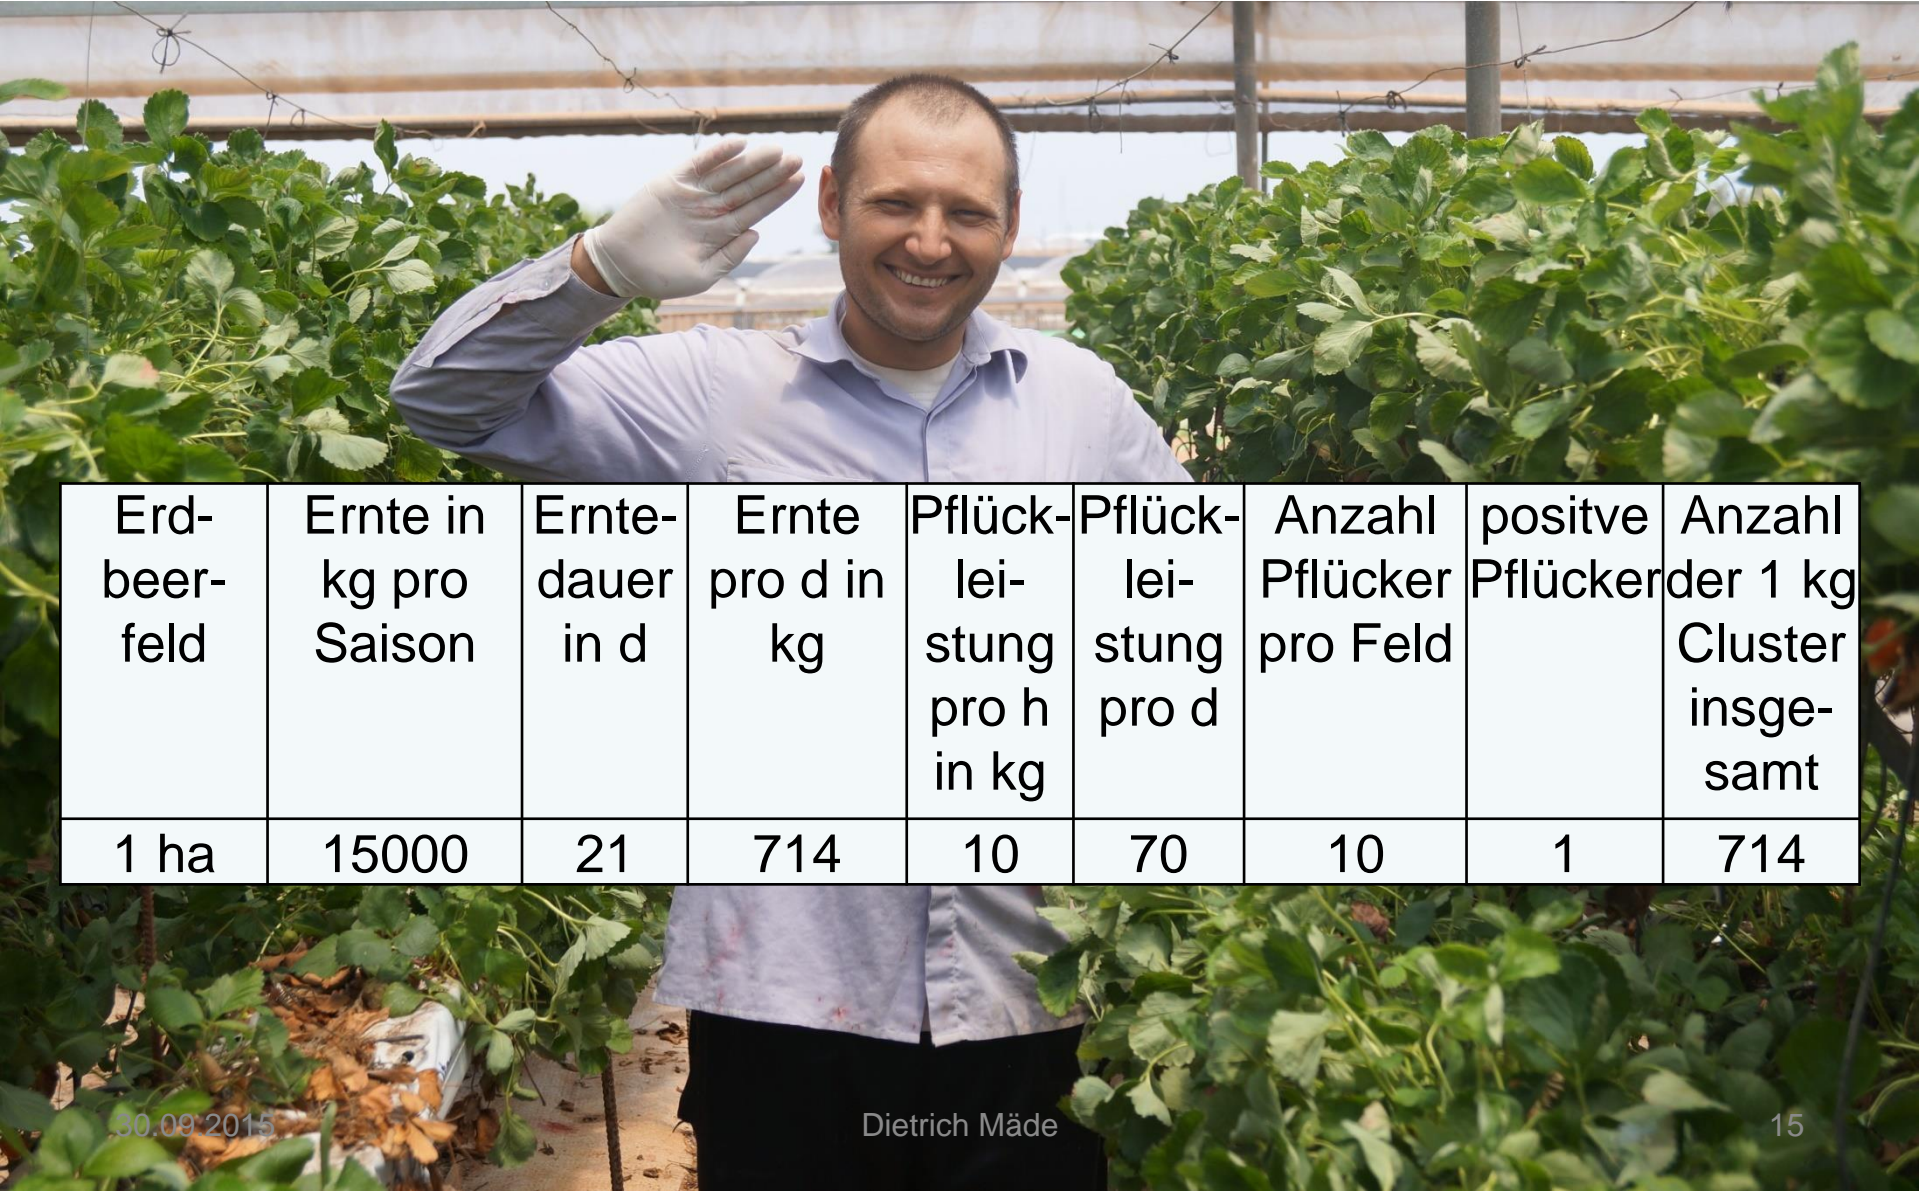 Erd-
beer-
feld
Ernte in
kg pro
Saison
Ernte-
dauer
in d
Ernte
pro d in
kg
Pflück-
lei-
stung
pro h
in kg
Pflück-
lei-
stung
pro d
Anzahl
Pflücker
pro Feld
positve
Pflücker
Anzahl
der 1 kg
Cluster
insge-
samt
1 ha 15000 21 714 10 70 10 1 714
30.09.2015 Dietrich Mäde 15